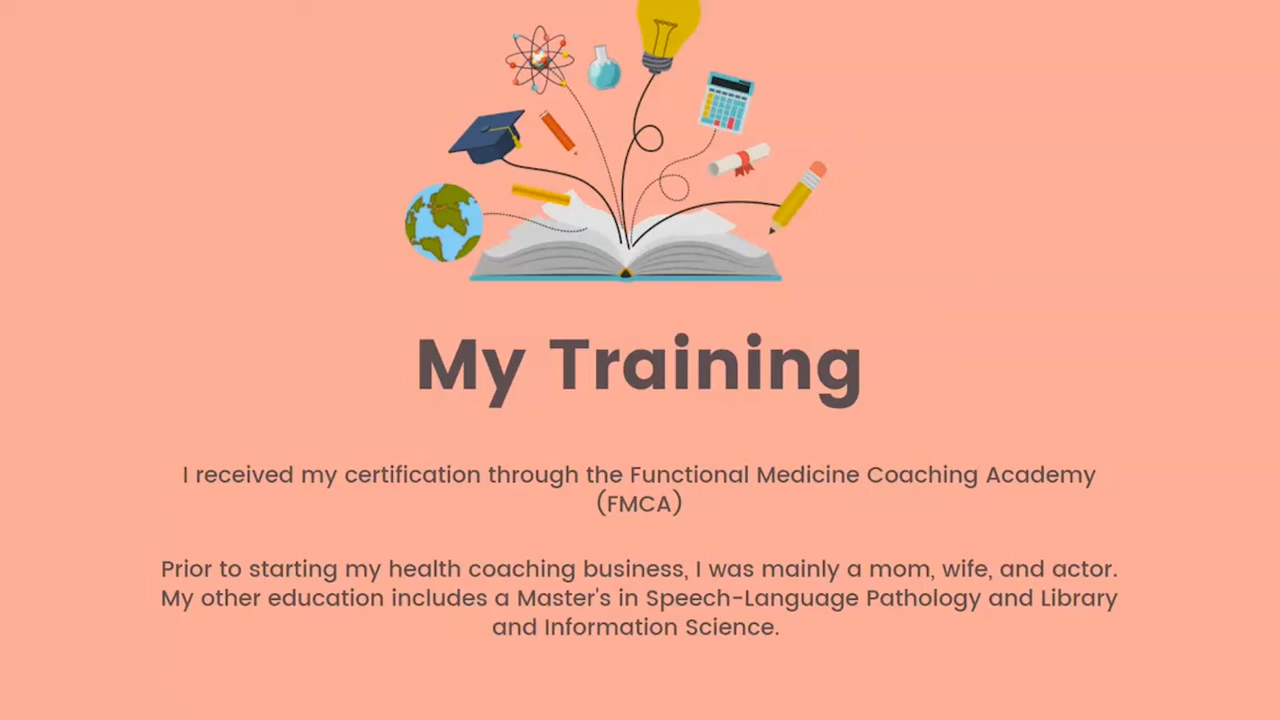 My Training
I received my certification through the Functional Medicine Coaching Academy
(FMCA)
Prior to starting my health coaching business, I was mainly a mom, wife, and actor.
My other education includes a Master's in Speech-Language Pathology and Library
and Information Science.